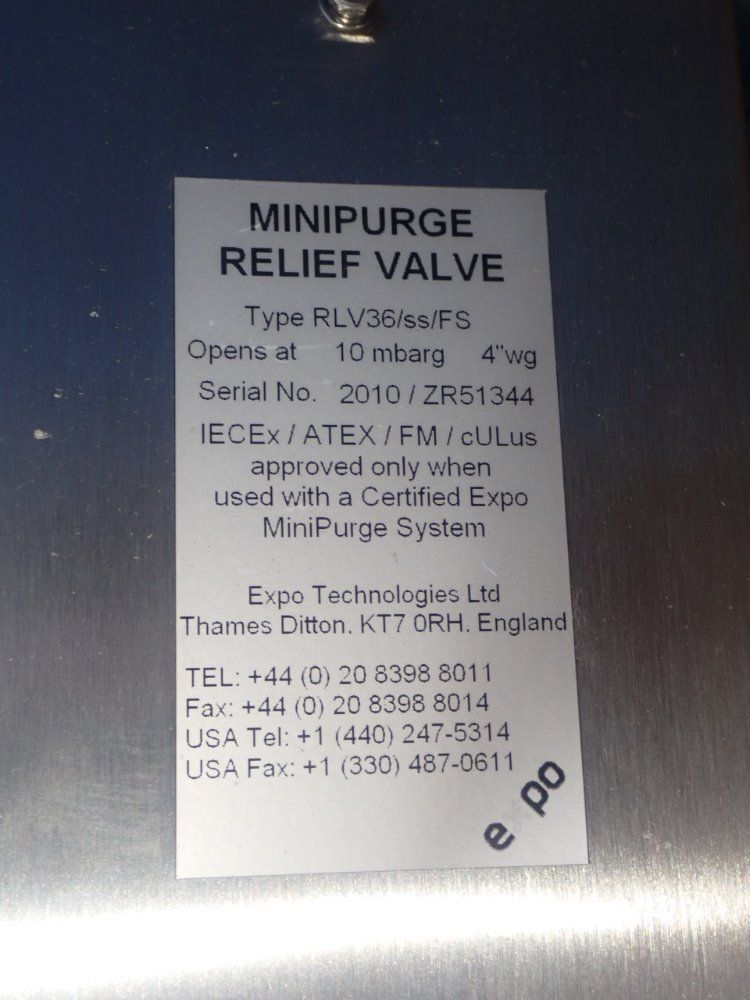 MINIPURGE
RELIEF VALVE
Type RLV36/ss/FS
Opens at 10 mbarg 4"wg
Serial No. 2010 / ZR51344
IECEx / ATEX / FM / cULus
approved only when
used with a Certified Expo
MiniPurge System
Expo Technologies Ltd
Thames Ditton, KT7 0RH, England
TEL: +44 (0) 20 8398 8011
Fax: +44 (0) 20 8398 8014
USA Tel: +1 (440) 247-5314
USA Fax: +1 (330) 487-0611
expo